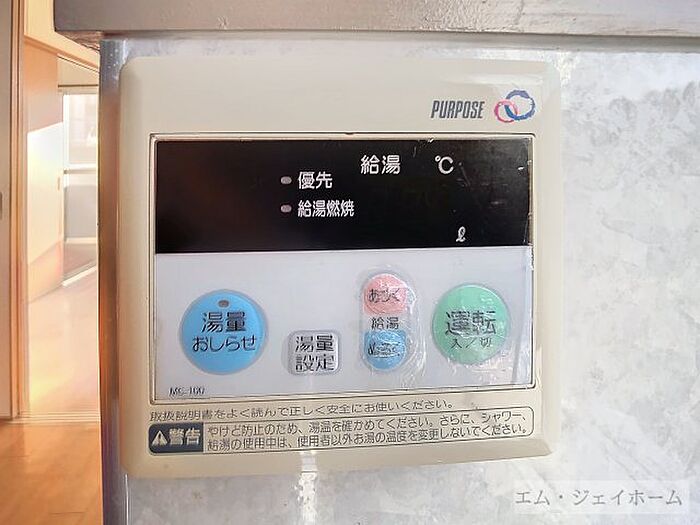 PURPOSE
給湯 ℃
優先
給湯燃焼
ℓ
湯量
おしらせ
湯量
設定
あつく
給湯
ぬるく
運転
入／切
MC-100
取扱説明書をよく読んで正しく安全にお使いください。
警告
やけど防止のため、湯温を確かめてください。さらに、シャワー、
給湯の使用中は、使用者以外お湯の温度を変更しないでください。
エム・ジェイホーム